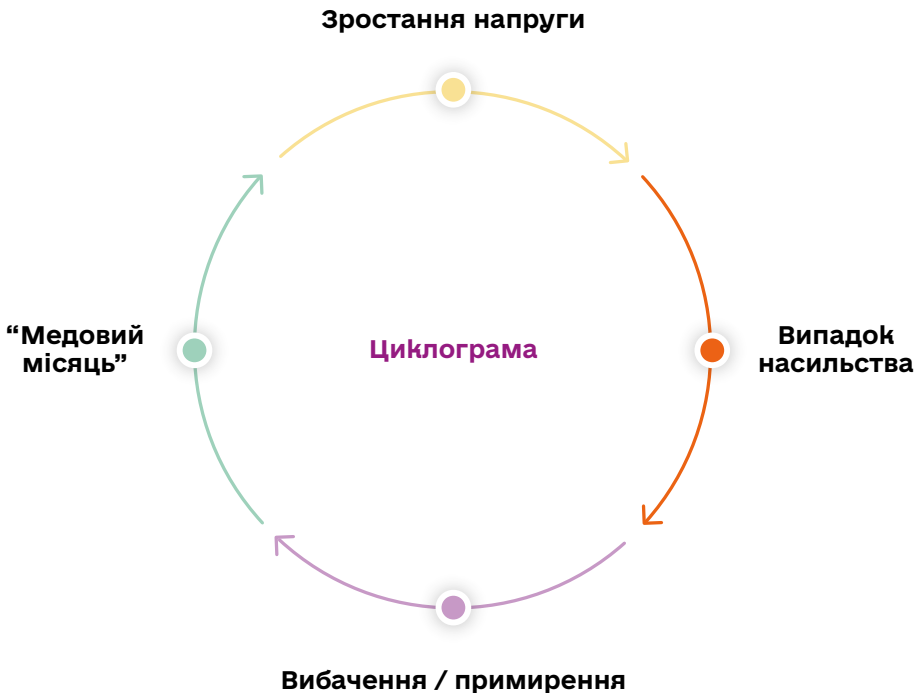 Зростання напруги
“Медовий
місяць”
Циклограма
Випадок
насильства
Вибачення / примирення